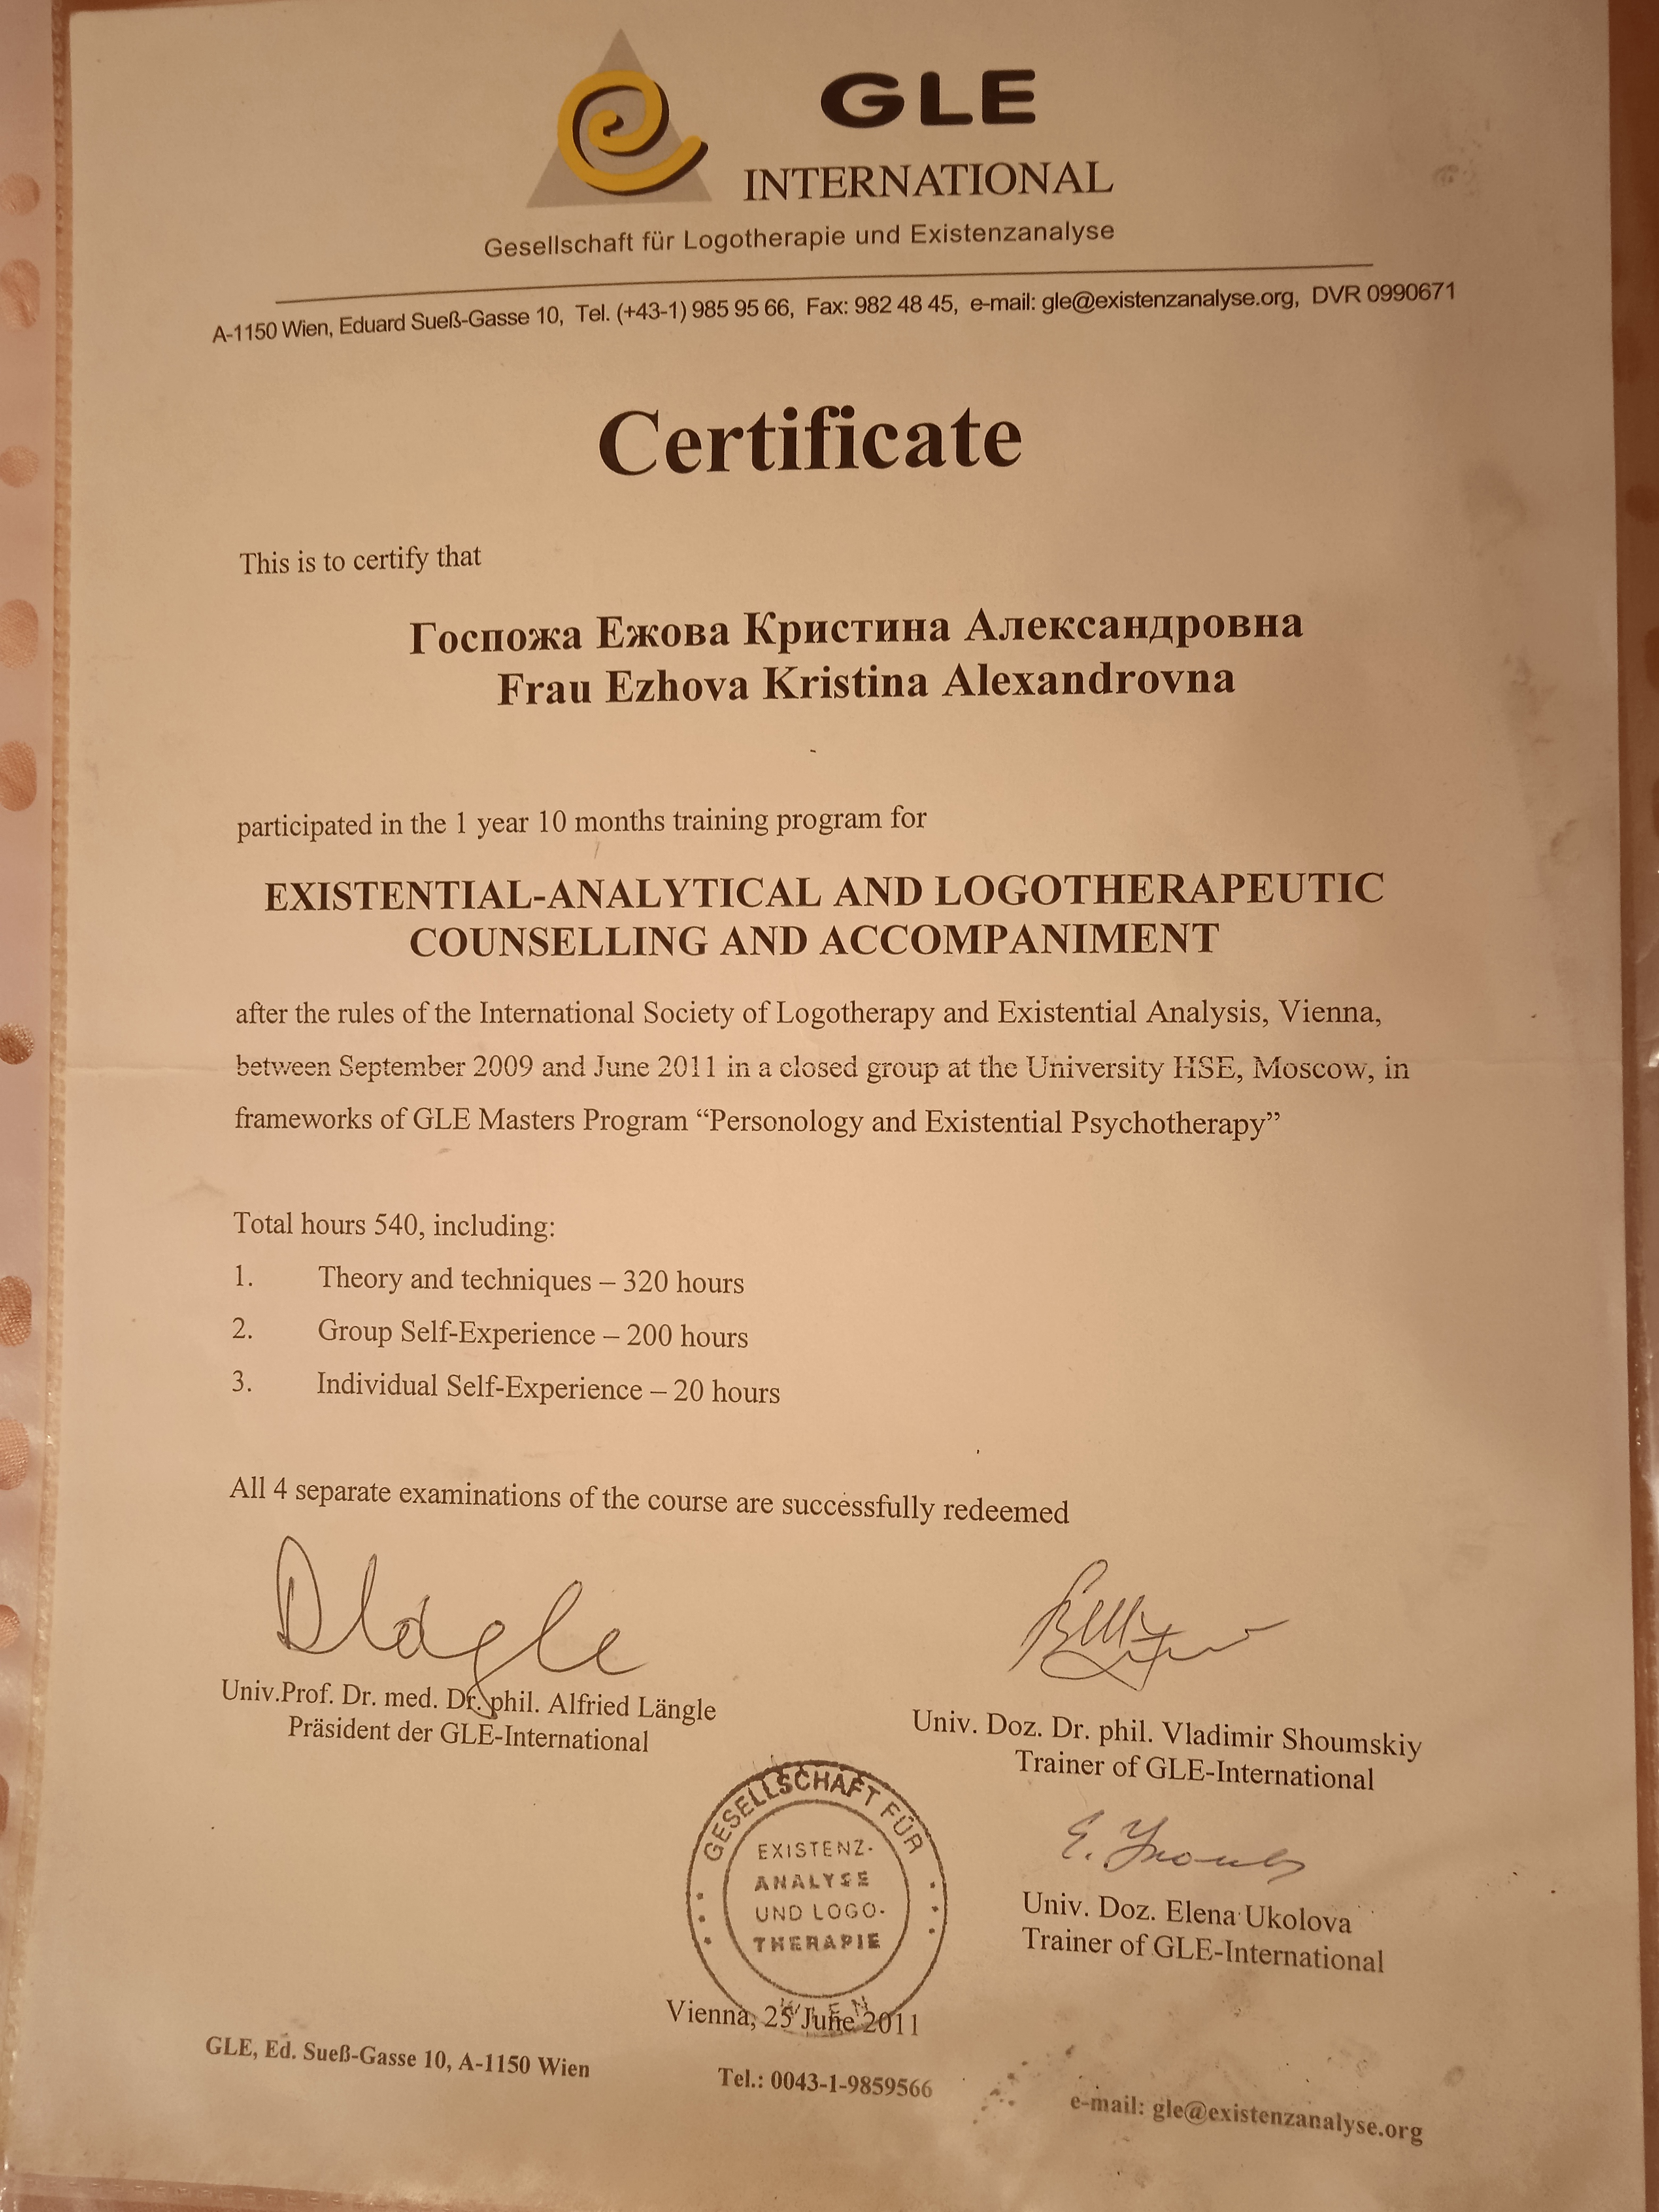 GLE
INTERNATIONAL
Gesellschaft für Logotherapie und Existenzanalyse
A-1150 Wien, Eduard Sueß-Gasse 10, Tel. (+43-1) 985 95 66, Fax: 982 48 45, e-mail: gle@existenzanalyse.org, DVR 0990671
Certificate
This is to certify that
Госпожа Ежова Кристина Александровна
Frau Ezhova Kristina Alexandrovna
participated in the 1 year 10 months training program for
EXISTENTIAL-ANALYTICAL AND LOGOTHERAPEUTIC
COUNSELLING AND ACCOMPANIMENT
after the rules of the International Society of Logotherapy and Existential Analysis, Vienna,
between September 2009 and June 2011 in a closed group at the University HSE, Moscow, in
frameworks of GLE Masters Program “Personology and Existential Psychotherapy”
Total hours 540, including:
1. Theory and techniques – 320 hours
2. Group Self-Experience – 200 hours
3. Individual Self-Experience – 20 hours
All 4 separate examinations of the course are successfully redeemed
Univ.Prof. Dr. med. Dr. phil. Alfried Längle
Präsident der GLE-International
Univ. Doz. Dr. phil. Vladimir Shoumskiy
Trainer of GLE-International
GESELLSCHAFT FÜR
EXISTENZ-
ANALYSE
UND LOGO-
THERAPIE
WIEN
Univ. Doz. Elena Ukolova
Trainer of GLE-International
Vienna, 25 June 2011
GLE, Ed. Sueß-Gasse 10, A-1150 Wien
Tel.: 0043-1-9859566
e-mail: gle@existenzanalyse.org